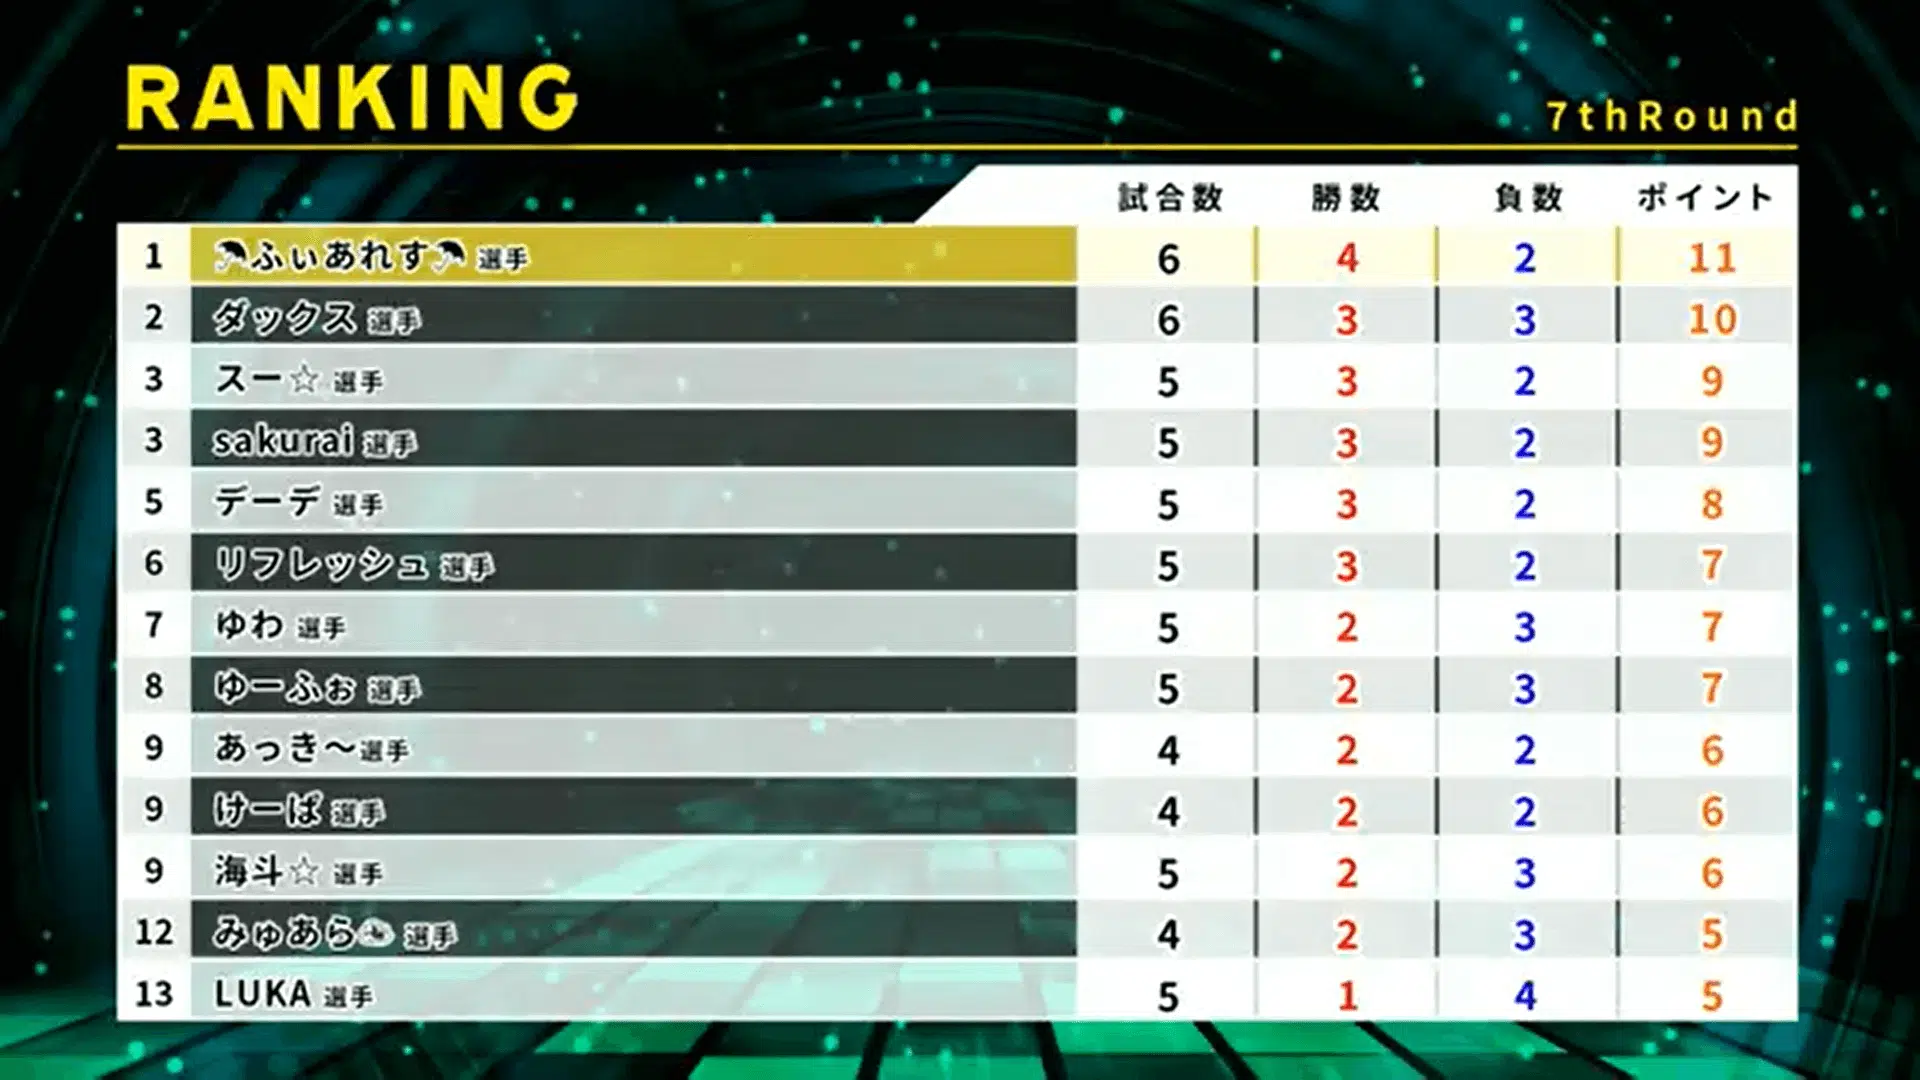 RANKING
7thRound
試合数 勝数 負数 ポイント
1 ☂ふぃあれす☂ 選手 6 4 2 11
2 ダックス 選手 6 3 3 10
3 スー☆ 選手 5 3 2 9
3 sakurai 選手 5 3 2 9
5 デーデ 選手 5 3 2 8
6 リフレッシュ 選手 5 3 2 7
7 ゆわ 選手 5 2 3 7
8 ゆーふぉ 選手 5 2 3 7
9 あっき〜選手 4 2 2 6
9 けーぱ 選手 4 2 2 6
9 海斗☆ 選手 5 2 3 6
12 みゅあら 選手 4 2 3 5
13 LUKA 選手 5 1 4 5